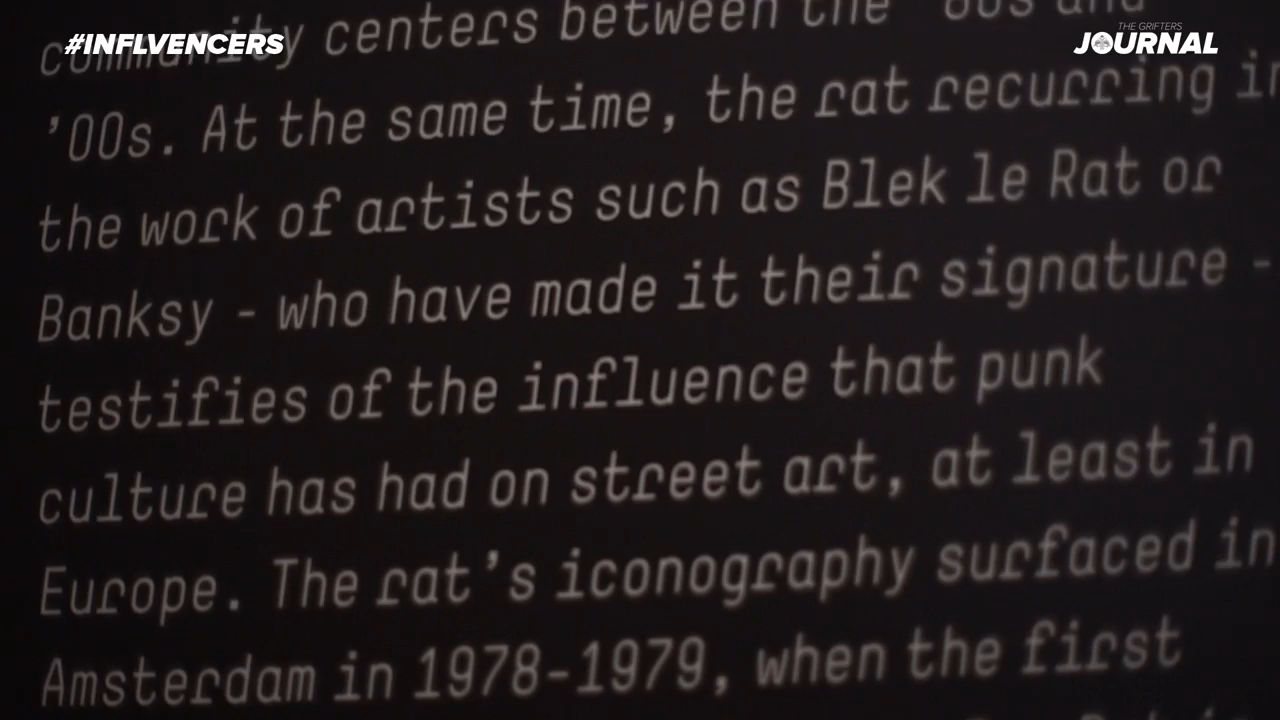 #INFLVENCERS
THE GRIFTERS
JOURNAL
community centers between the '80s and
'00s. At the same time, the rat recurring in
the work of artists such as Blek le Rat or
Banksy - who have made it their signature -
testifies of the influence that punk
culture has had on street art, at least in
Europe. The rat's iconography surfaced in
Amsterdam in 1978-1979, when the first